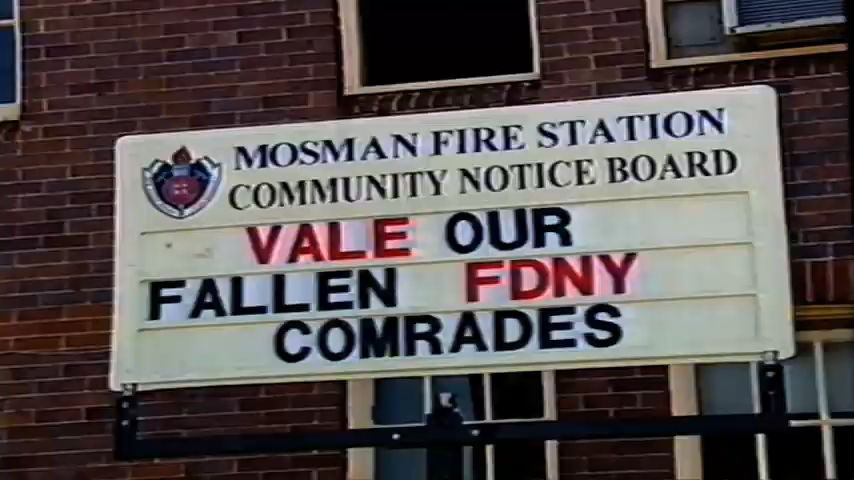 MOSMAN FIRE STATION
COMMUNITY NOTICE BOARD
VALE OUR
FALLEN FDNY
COMRADES